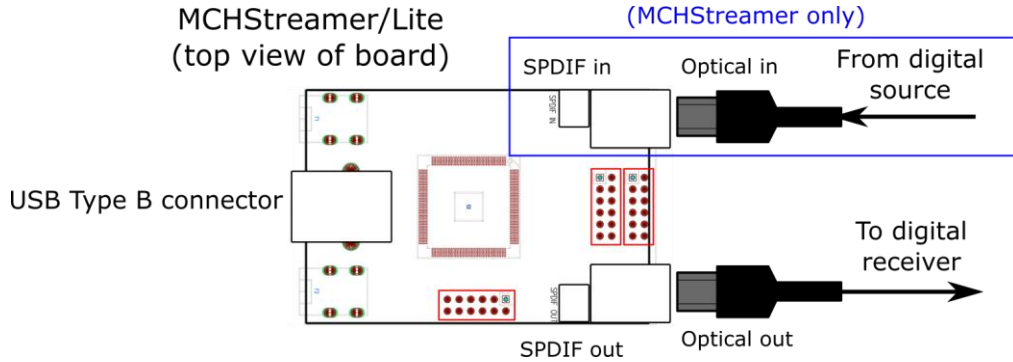 MCHStreamer/Lite
(top view of board)
(MCHStreamer only)
SPDIF in
Optical in
From digital
source
SPDIF IN
USB Type B connector
To digital
receiver
SPDIF OUT
SPDIF out
Optical out